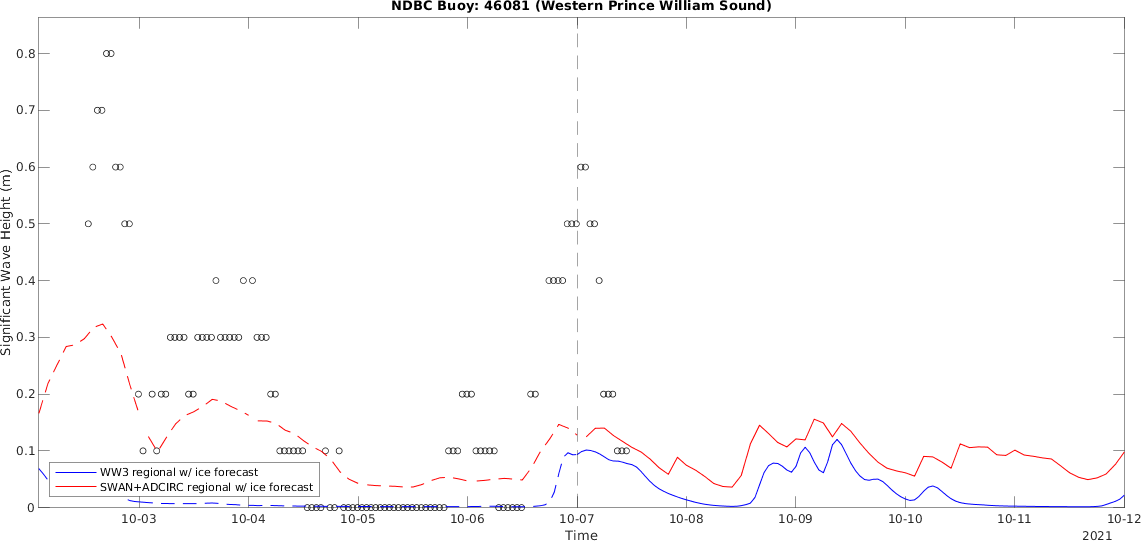 NDBC Buoy: 46081 (Western Prince William Sound)
Significant Wave Height (m)
0.8
0.7
0.6
0.5
0.4
0.3
0.2
0.1
0
WW3 regional w/ ice forecast
SWAN+ADCIRC regional w/ ice forecast
10-03 10-04 10-05 10-06 10-07 10-08 10-09 10-10 10-11 10-12
Time
2021